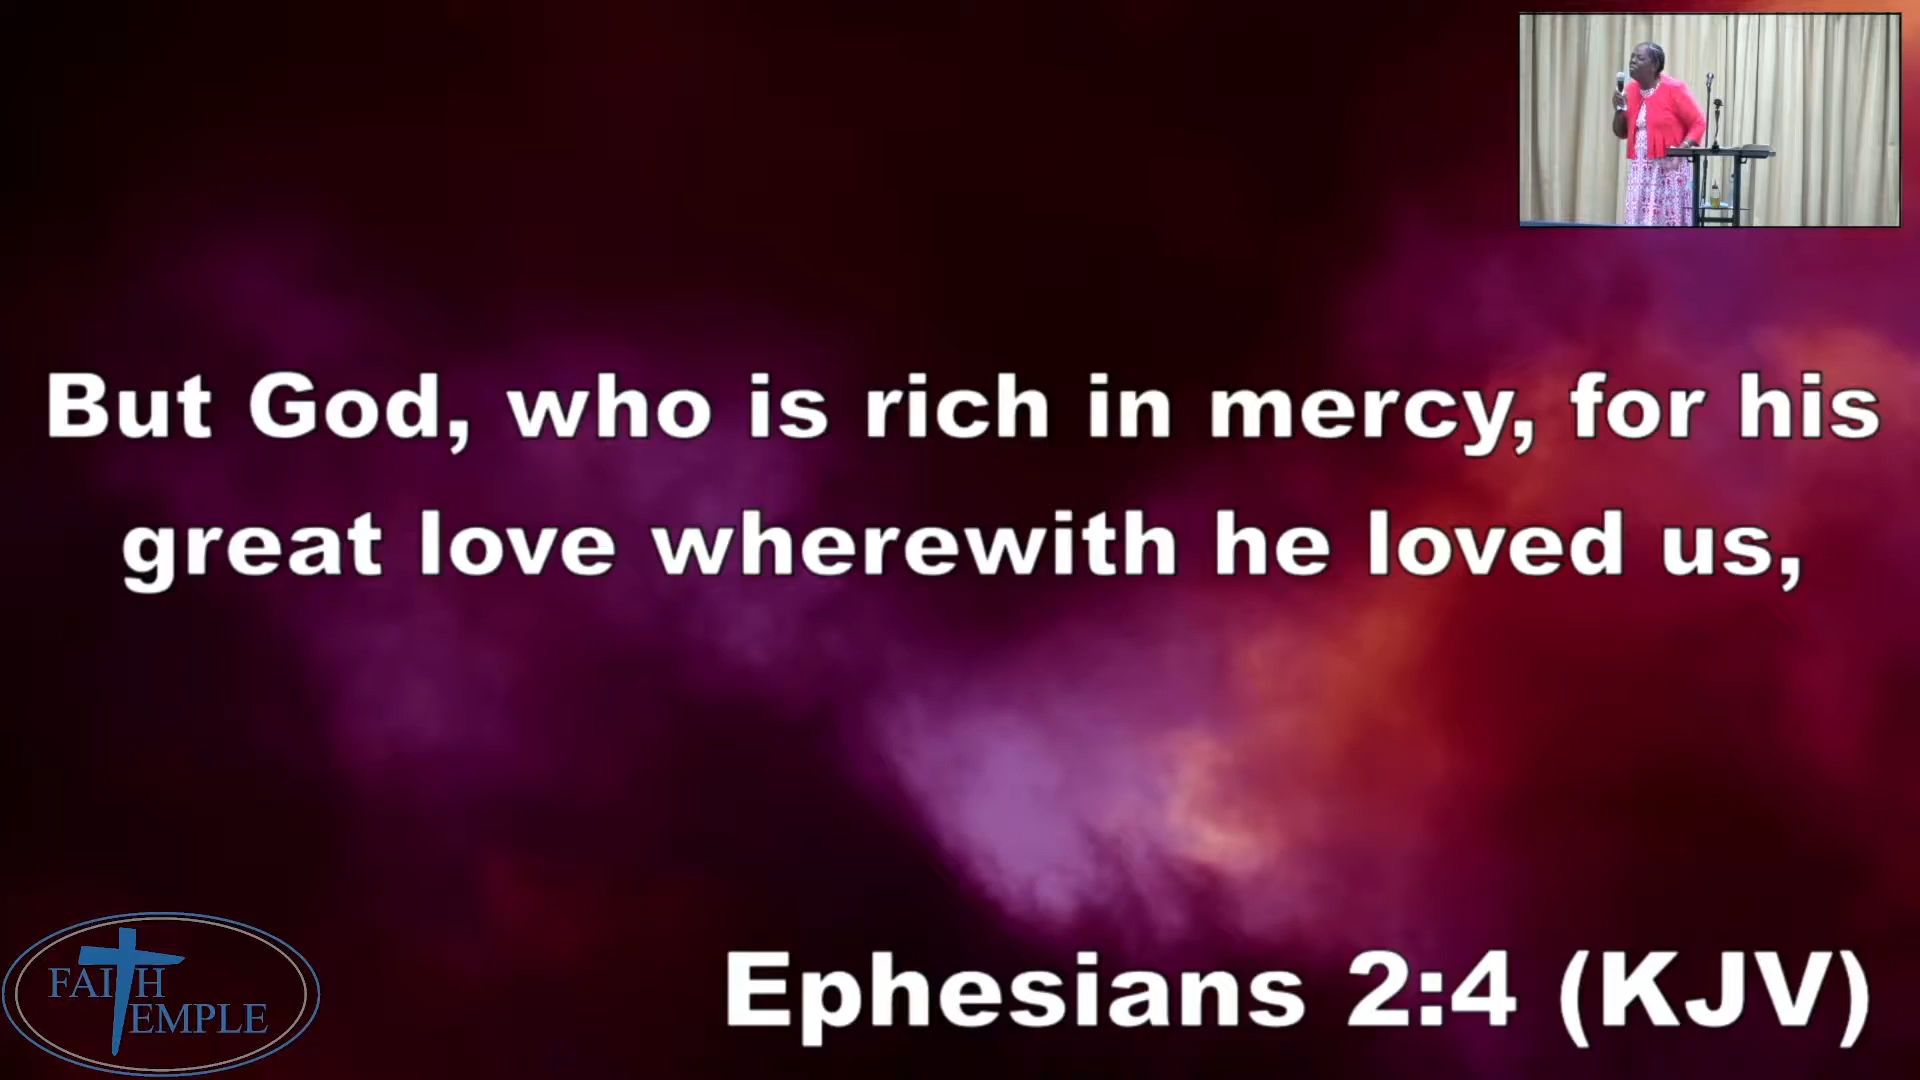 But God, who is rich in mercy, for his
great love wherewith he loved us,
Ephesians 2:4 (KJV)
FAITH
TEMPLE